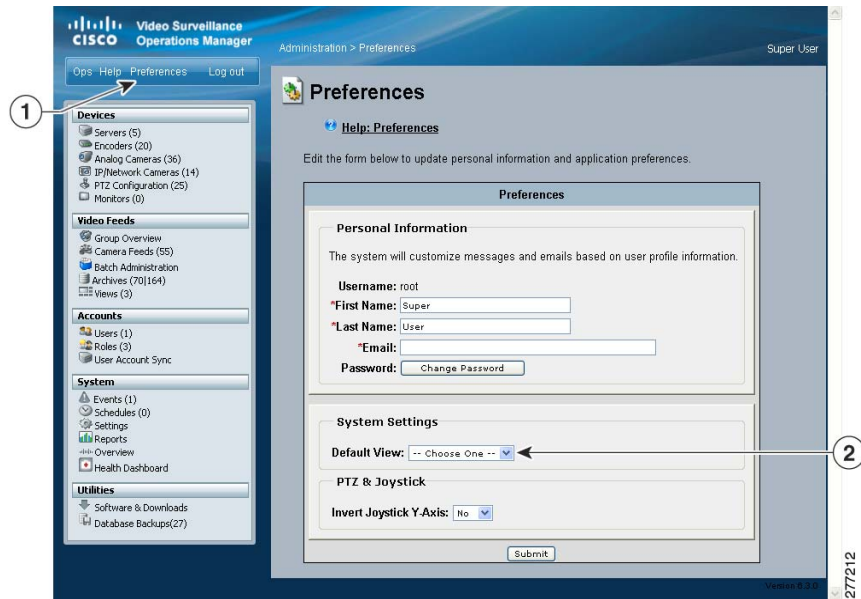 CISCO
Video Surveillance
Operations Manager
Administration > Preferences
Super User
Ops Help Preferences Log out
1
Devices
Servers (5)
Encoders (20)
Analog Cameras (36)
IP/Network Cameras (14)
PTZ Configuration (25)
Monitors (0)
Video Feeds
Group Overview
Camera Feeds (55)
Batch Administration
Archives (70|164)
Views (3)
Accounts
Users (1)
Roles (3)
User Account Sync
System
Events (1)
Schedules (0)
Settings
Reports
Overview
Health Dashboard
Utilities
Software & Downloads
Database Backups(27)
Preferences
Help: Preferences
Edit the form below to update personal information and application preferences.
Preferences
Personal Information
The system will customize messages and emails based on user profile information.
Username: root
*First Name: Super
*Last Name: User
*Email:
Password: Change Password
System Settings
Default View: -- Choose One --
2
PTZ & Joystick
Invert Joystick Y-Axis: No
Submit
Version 6.3.0
277212